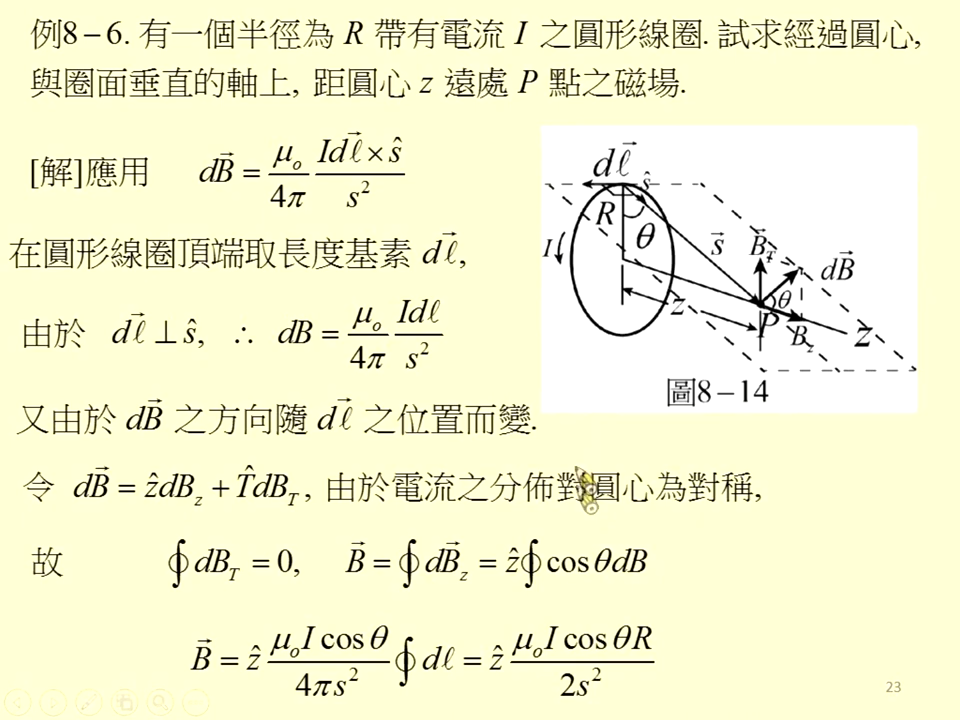 例8－6. 有一個半徑為 R 帶有電流 I 之圓形線圈. 試求經過圓心,
與圈面垂直的軸上, 距圓心 z 遠處 P 點之磁場.
[解]應用 $d\vec{B} = \frac{\mu_o}{4\pi} \frac{Id\vec{\ell} \times \hat{s}}{s^2}$
在圓形線圈頂端取長度基素 $d\vec{\ell}$,
由於 $d\vec{\ell} \perp \hat{s}$, ∴ $dB = \frac{\mu_o}{4\pi} \frac{Id\ell}{s^2}$
又由於 $d\vec{B}$ 之方向隨 $d\vec{\ell}$ 之位置而變.
令 $d\vec{B} = \hat{z}dB_z + \hat{T}dB_T$, 由於電流之分佈對圓心為對稱,
故 $\oint dB_T = 0$, $\vec{B} = \oint d\vec{B}_z = \hat{z}\oint \cos\theta dB$
$\vec{B} = \hat{z}\frac{\mu_o I \cos\theta}{4\pi s^2} \oint d\ell = \hat{z}\frac{\mu_o I \cos\theta R}{2s^2}$
$d\vec{\ell}$
$\hat{s}$
R
θ
I
$\vec{s}$
$\vec{B}_T$
$d\vec{B}$
θ
z
P
$B_z$
z
圖8－14
23